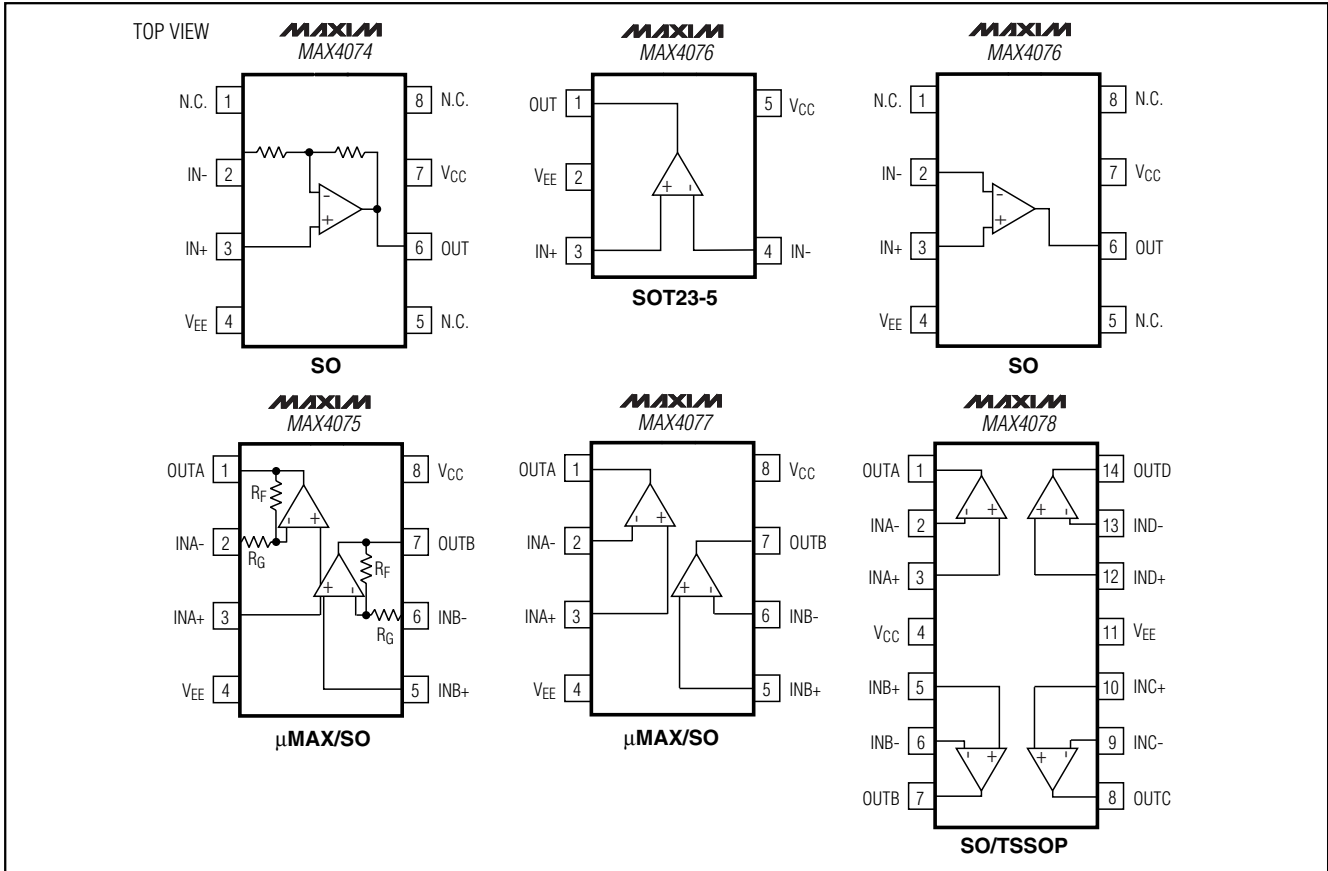 TOP VIEW
MAXIM
MAX4074
N.C. 1
8 N.C.
IN- 2
7 VCC
IN+ 3
6 OUT
VEE 4
5 N.C.
-
+
SO
MAXIM
MAX4076
OUT 1
5 VCC
VEE 2
IN+ 3
4 IN-
+ -
SOT23-5
MAXIM
MAX4076
N.C. 1
8 N.C.
IN- 2
7 VCC
IN+ 3
6 OUT
VEE 4
5 N.C.
-
+
SO
MAXIM
MAX4075
OUTA 1
8 VCC
RF
- +
INA- 2
7 OUTB
RG
RF
+ -
INA+ 3
6 INB-
RG
VEE 4
5 INB+
µMAX/SO
MAXIM
MAX4077
OUTA 1
8 VCC
- +
INA- 2
7 OUTB
+ -
INA+ 3
6 INB-
VEE 4
5 INB+
µMAX/SO
MAXIM
MAX4078
OUTA 1
14 OUTD
- +
+ -
INA- 2
13 IND-
INA+ 3
12 IND+
VCC 4
11 VEE
INB+ 5
10 INC+
INB- 6
9 INC-
- +
+ -
OUTB 7
8 OUTC
SO/TSSOP